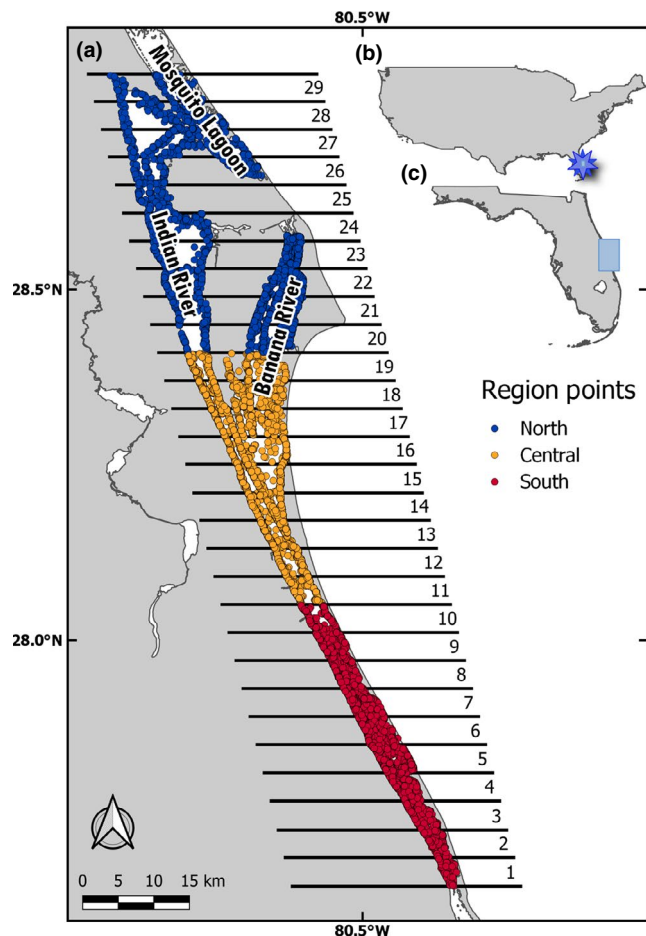 80.5°W
(a)
(b)
Mosquito Lagoon
29
28
27
(c)
26
25
24
Indian River
23
28.5°N
22
Banana River
21
20
19
Region points
18
North
17
Central
16
South
15
14
13
12
11
28.0°N
10
9
8
7
6
5
4
3
2
0 5 10 15 km
1
80.5°W